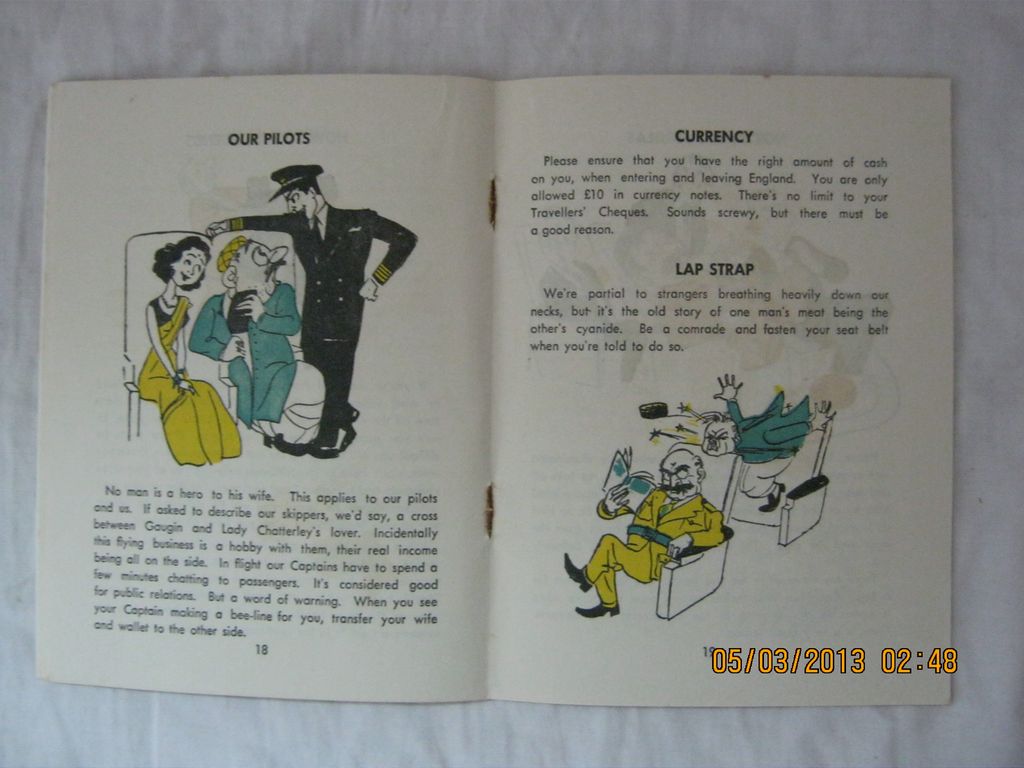 OUR PILOTS
No man is a hero to his wife. This applies to our pilots
and us. If asked to describe our skippers, we'd say, a cross
between Gaugin and Lady Chatterley's lover. Incidentally
this flying business is a hobby with them, their real income
being all on the side. In flight our Captains have to spend a
few minutes chatting to passengers. It's considered good
for public relations. But a word of warning. When you see
your Captain making a bee-line for you, transfer your wife
and wallet to the other side.
18
CURRENCY
Please ensure that you have the right amount of cash
on you, when entering and leaving England. You are only
allowed £10 in currency notes. There's no limit to your
Travellers' Cheques. Sounds screwy, but there must be
a good reason.
LAP STRAP
We're partial to strangers breathing heavily down our
necks, but it's the old story of one man's meat being the
other's cyanide. Be a comrade and fasten your seat belt
when you're told to do so.
19
05/03/2013 02:48